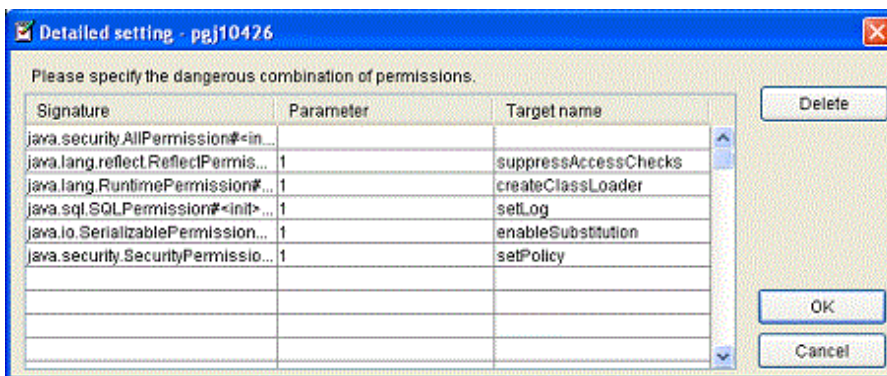 Detailed setting - pgj10426
Please specify the dangerous combination of permissions.
Signature Parameter Target name
java.security.AllPermission#<in...
java.lang.reflect.ReflectPermis... 1 suppressAccessChecks
java.lang.RuntimePermission#... 1 createClassLoader
java.sql.SQLPermission#<init>... 1 setLog
java.io.SerializablePermission... 1 enableSubstitution
java.security.SecurityPermissio... 1 setPolicy
Delete
OK
Cancel